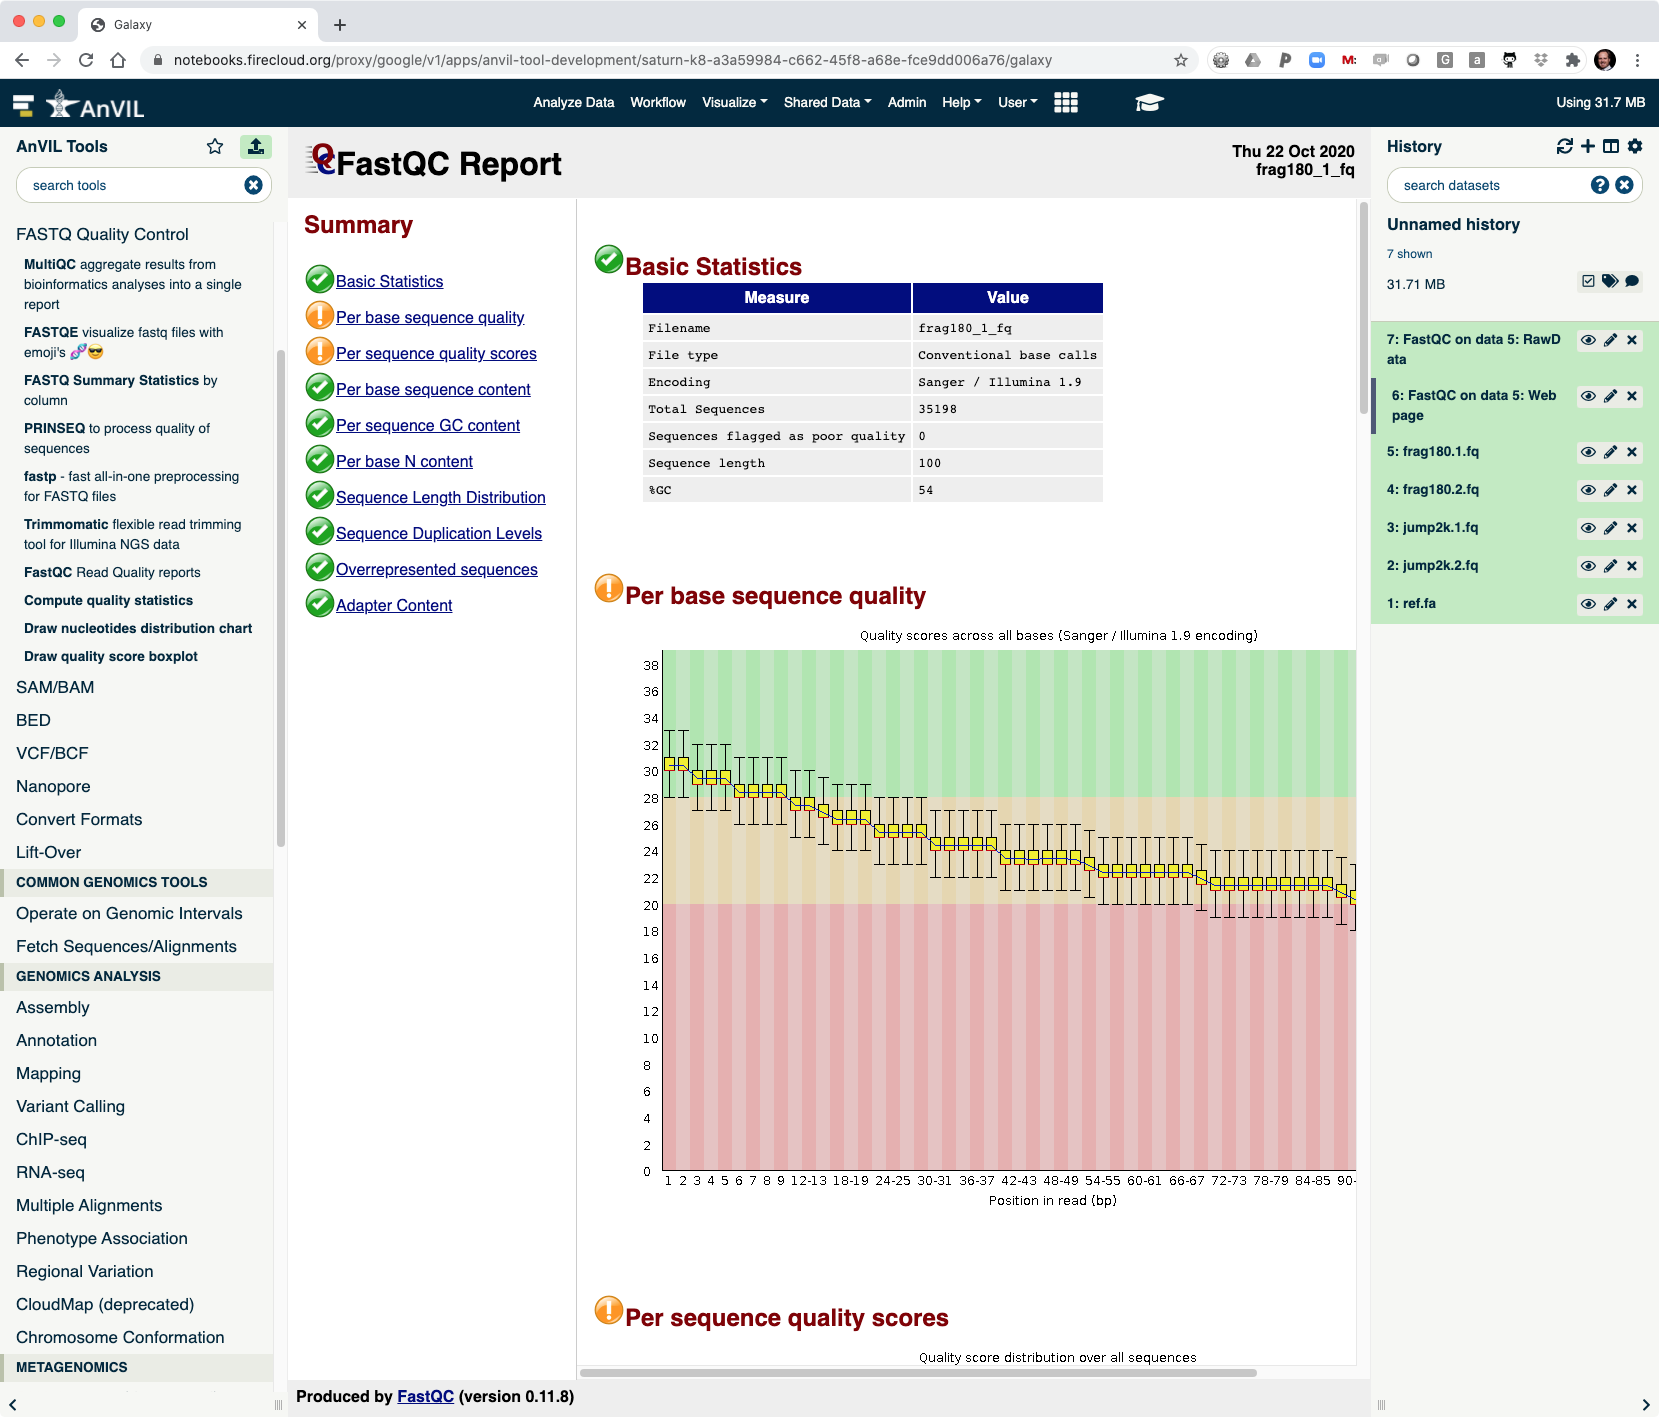 Galaxy
notebooks.firecloud.org/proxy/google/v1/apps/anvil-tool-development/saturn-k8-a3a59984-c662-45f8-a68e-fce9dd006a76/galaxy
AnVIL
Analyze Data Workflow Visualize Shared Data Admin Help User
Using 31.7 MB
AnVIL Tools
search tools
FASTQ Quality Control
MultiQC aggregate results from
bioinformatics analyses into a single
report
FASTQE visualize fastq files with
emoji's 🧬😎
FASTQ Summary Statistics by
column
PRINSEQ to process quality of
sequences
fastp - fast all-in-one preprocessing
for FASTQ files
Trimmomatic flexible read trimming
tool for Illumina NGS data
FastQC Read Quality reports
Compute quality statistics
Draw nucleotides distribution chart
Draw quality score boxplot
SAM/BAM
BED
VCF/BCF
Nanopore
Convert Formats
Lift-Over
COMMON GENOMICS TOOLS
Operate on Genomic Intervals
Fetch Sequences/Alignments
GENOMICS ANALYSIS
Assembly
Annotation
Mapping
Variant Calling
ChIP-seq
RNA-seq
Multiple Alignments
Phenotype Association
Regional Variation
CloudMap (deprecated)
Chromosome Conformation
METAGENOMICS
FastQC Report
Thu 22 Oct 2020
frag180_1_fq
Summary
Basic Statistics
Per base sequence quality
Per sequence quality scores
Per base sequence content
Per sequence GC content
Per base N content
Sequence Length Distribution
Sequence Duplication Levels
Overrepresented sequences
Adapter Content
Basic Statistics
Measure Value
Filename frag180_1_fq
File type Conventional base calls
Encoding Sanger / Illumina 1.9
Total Sequences 35198
Sequences flagged as poor quality 0
Sequence length 100
%GC 54
Per base sequence quality
Quality scores across all bases (Sanger / Illumina 1.9 encoding)
38
36
34
32
30
28
26
24
22
20
18
16
14
12
10
8
6
4
2
0
1 2 3 4 5 6 7 8 9 12-13 18-19 24-25 30-31 36-37 42-43 48-49 54-55 60-61 66-67 72-73 78-79 84-85 90-
Position in read (bp)
Per sequence quality scores
Quality score distribution over all sequences
Produced by FastQC (version 0.11.8)
History
search datasets
Unnamed history
7 shown
31.71 MB
7: FastQC on data 5: RawD
ata
6: FastQC on data 5: Web
page
5: frag180.1.fq
4: frag180.2.fq
3: jump2k.1.fq
2: jump2k.2.fq
1: ref.fa